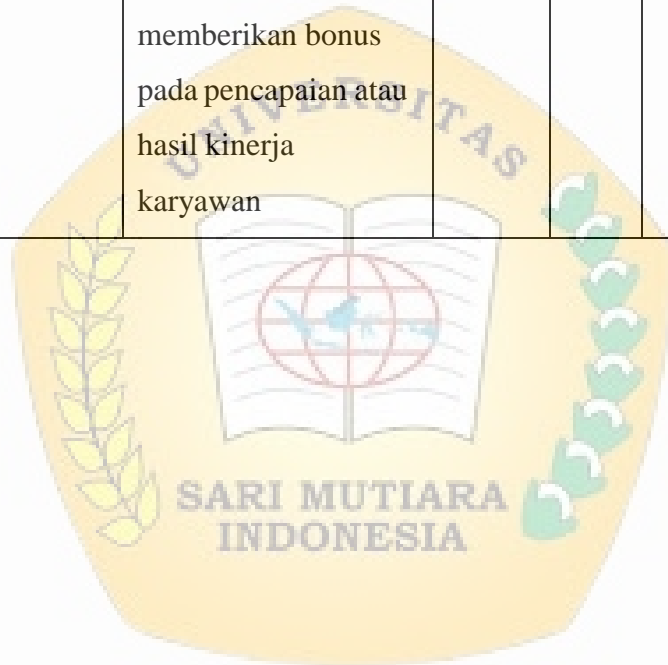 memberikan bonus
pada pencapaian atau
hasil kinerja
karyawan
UNIVERSITAS
SARI MUTIARA
INDONESIA